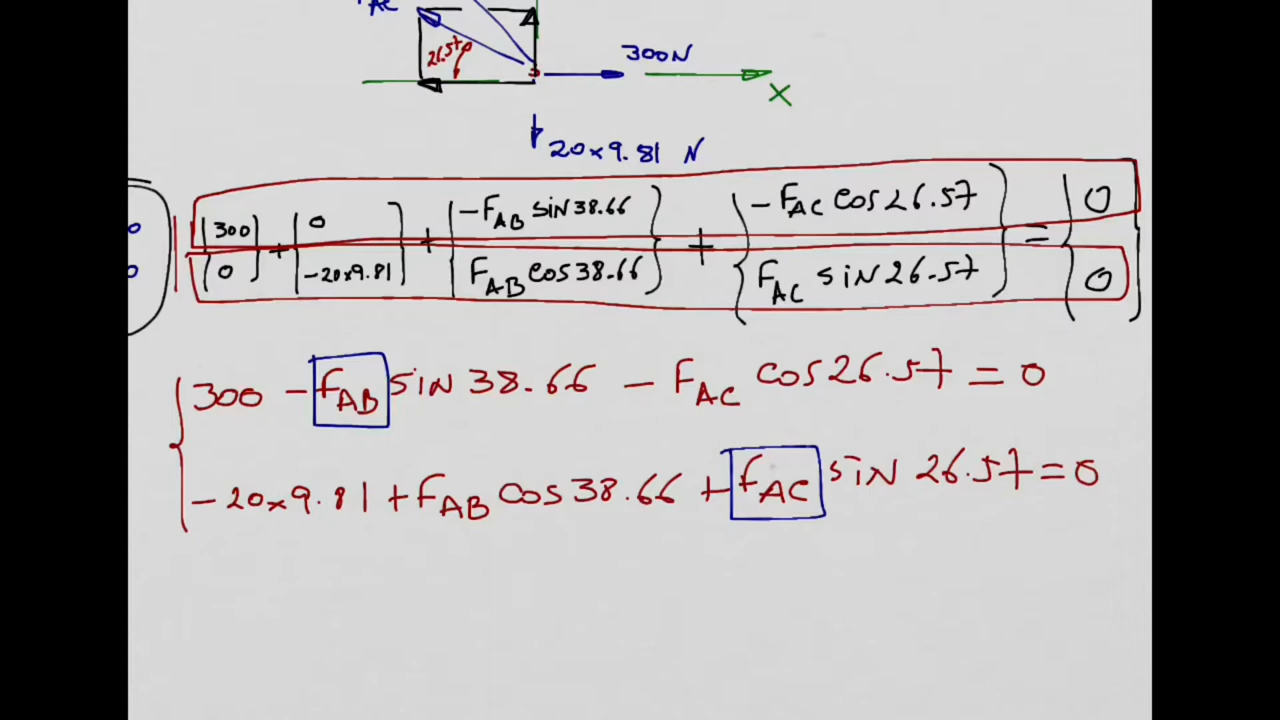 AC
26.57
300N
X
20×9.81 N
300 0 -F_AB sin 38.66 -F_AC cos 26.57 0
+ + + =
0 -20×9.81 F_AB cos 38.66 F_AC sin 26.57 0
300 - F_AB sin 38.66 - F_AC cos 26.57 = 0
-20×9.81 + F_AB cos 38.66 + F_AC sin 26.57 = 0